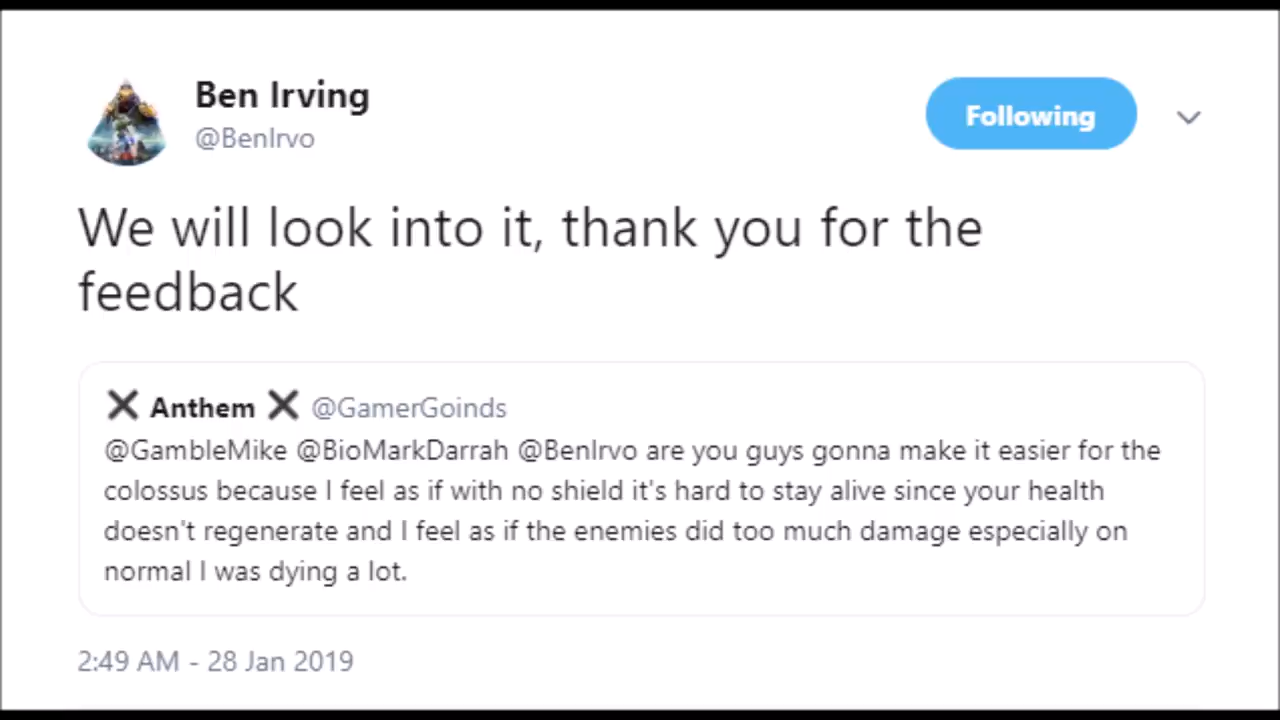 Ben Irving
@BenIrvo
Following
We will look into it, thank you for the
feedback
❌ Anthem ❌ @GamerGoinds
@GambleMike @BioMarkDarrah @BenIrvo are you guys gonna make it easier for the
colossus because I feel as if with no shield it's hard to stay alive since your health
doesn't regenerate and I feel as if the enemies did too much damage especially on
normal I was dying a lot.
2:49 AM - 28 Jan 2019